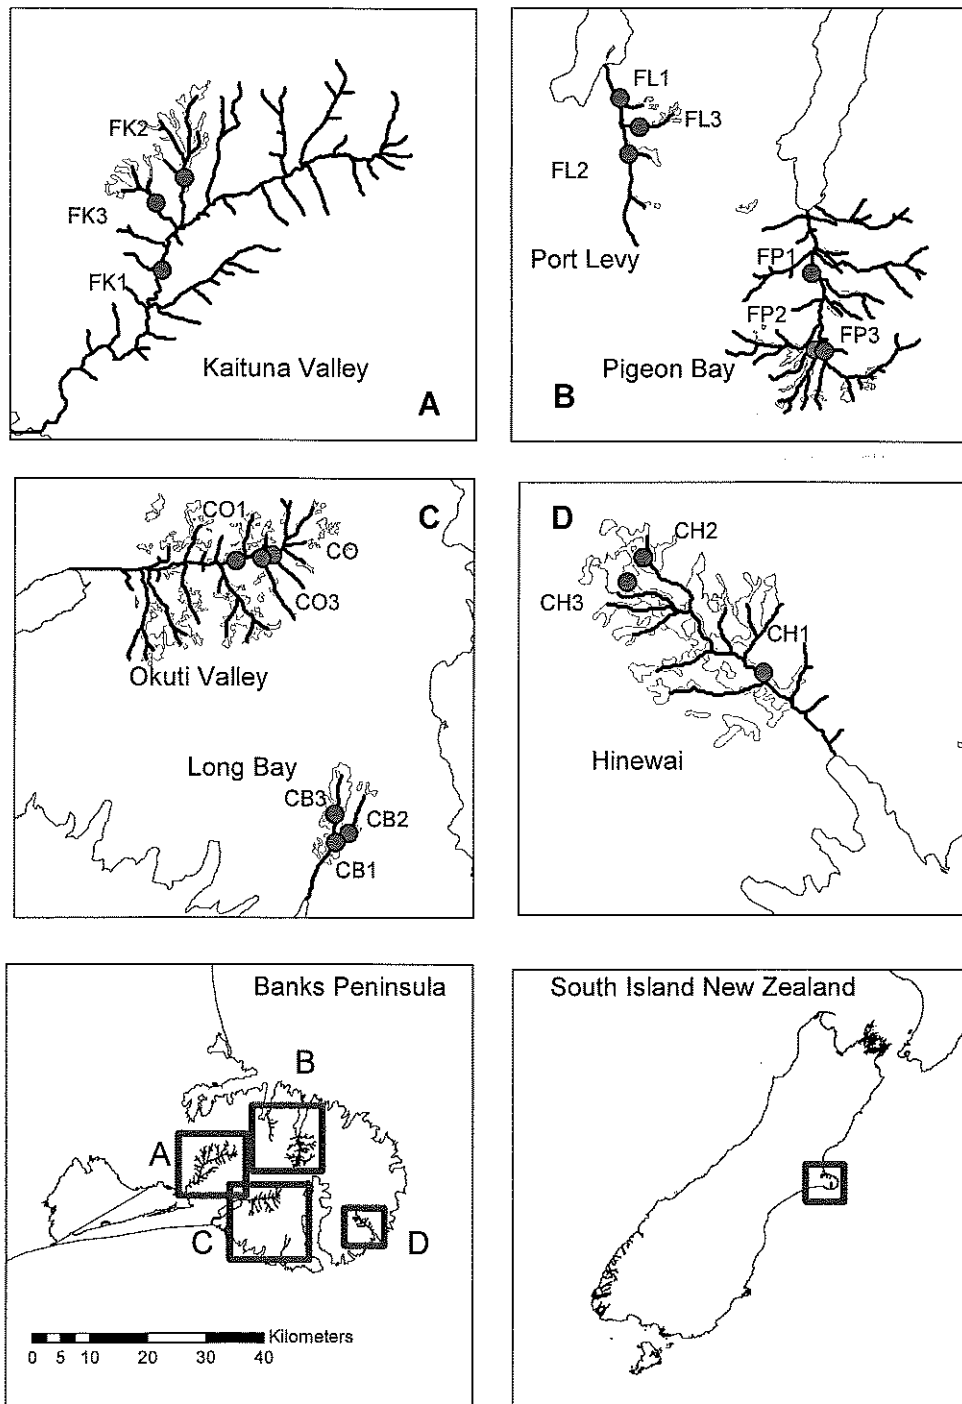 FK2
FK3
FK1
Kaituna Valley
A
FL1
FL3
FL2
Port Levy
FP1
FP2
FP3
Pigeon Bay
B
CO1
C
CO
CO3
Okuti Valley
Long Bay
CB3
CB2
CB1
D
CH2
CH3
CH1
Hinewai
Banks Peninsula
B
A
C
D
Kilometers
0 5 10 20 30 40
South Island New Zealand